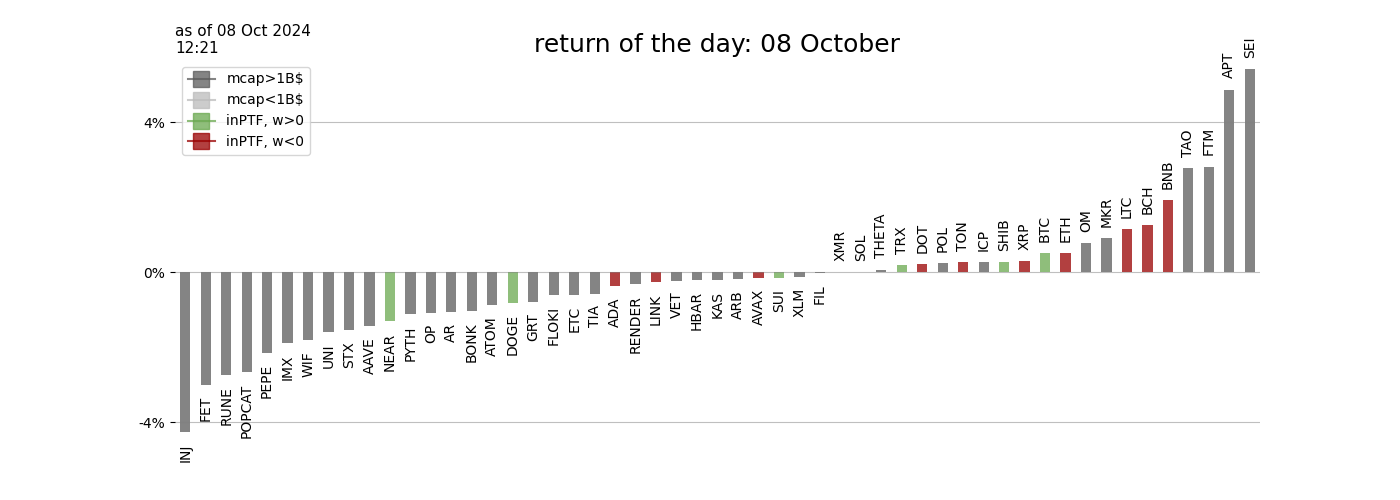 as of 08 Oct 2024
12:21
return of the day: 08 October
mcap>1B$
mcap<1B$
inPTF, w>0
inPTF, w<0
4%
0%
-4%
INJ
FET
RUNE
POPCAT
PEPE
IMX
WIF
UNI
STX
AAVE
NEAR
PYTH
OP
AR
BONK
ATOM
DOGE
GRT
FLOKI
ETC
TIA
ADA
RENDER
LINK
VET
HBAR
KAS
ARB
AVAX
SUI
XLM
FIL
XMR
SOL
THETA
TRX
DOT
POL
TON
ICP
SHIB
XRP
BTC
ETH
OM
MKR
LTC
BCH
BNB
TAO
FTM
APT
SEI